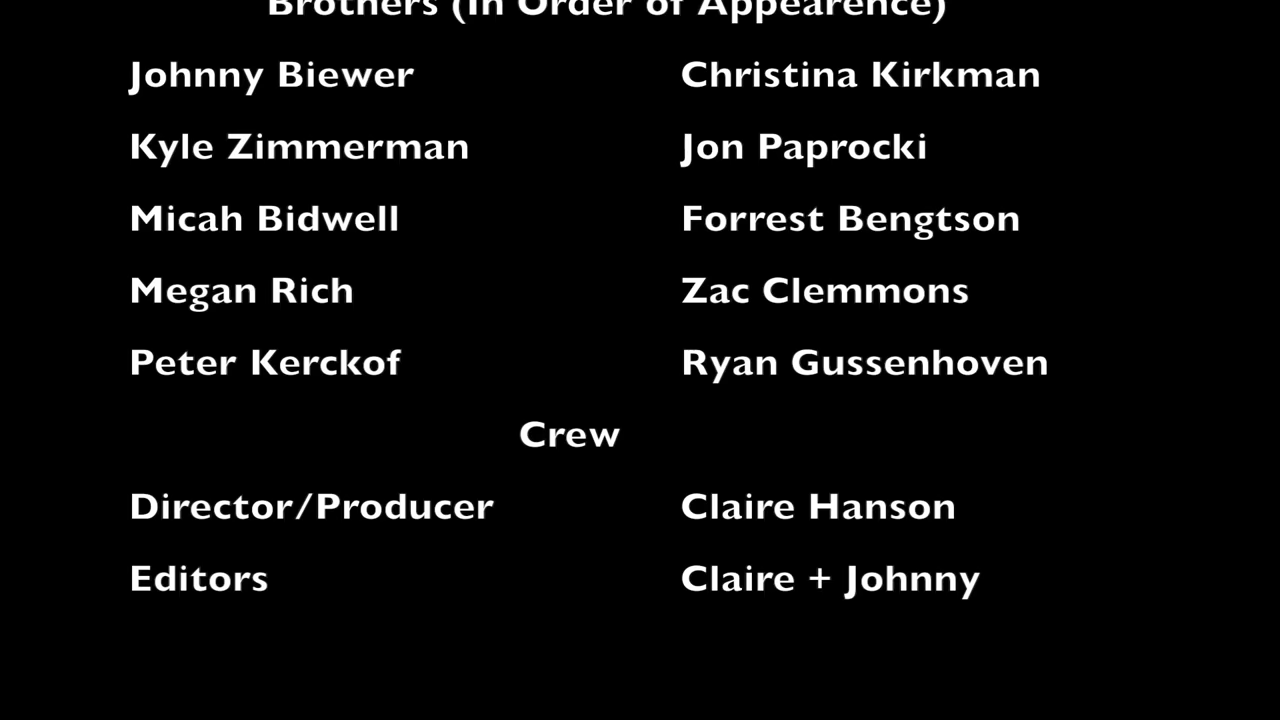 Brothers (In Order of Appearence)
Johnny Biewer Christina Kirkman
Kyle Zimmerman Jon Paprocki
Micah Bidwell Forrest Bengtson
Megan Rich Zac Clemmons
Peter Kerckof Ryan Gussenhoven
Crew
Director/Producer Claire Hanson
Editors Claire + Johnny